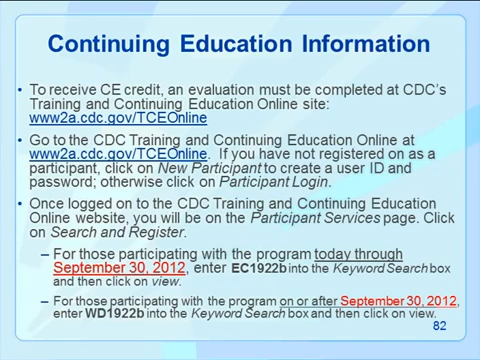 Continuing Education Information
• To receive CE credit, an evaluation must be completed at CDC's
Training and Continuing Education Online site:
www2a.cdc.gov/TCEOnline
• Go to the CDC Training and Continuing Education Online at
www2a.cdc.gov/TCEOnline. If you have not registered on as a
participant, click on New Participant to create a user ID and
password; otherwise click on Participant Login.
• Once logged on to the CDC Training and Continuing Education
Online website, you will be on the Participant Services page. Click
on Search and Register.
– For those participating with the program today through
September 30, 2012, enter EC1922b into the Keyword Search box
and then click on view.
– For those participating with the program on or after September 30, 2012,
enter WD1922b into the Keyword Search box and then click on view.
82